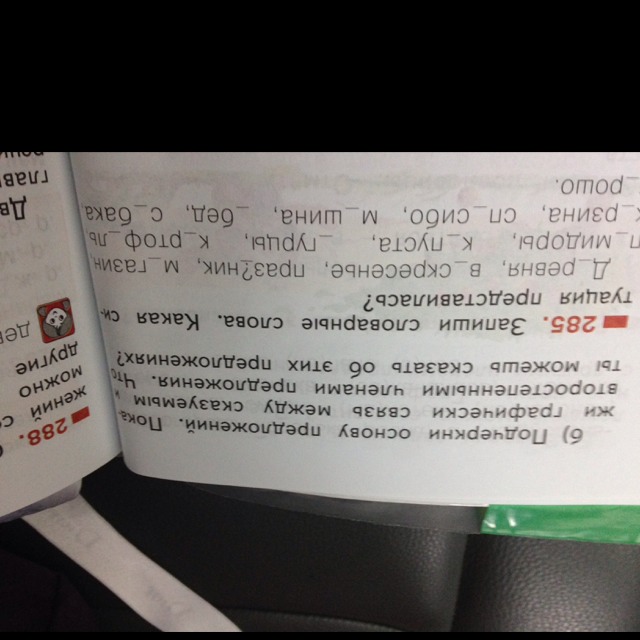 б) Подчеркни основу предложений. Пока-
жи графически связь между сказуемым и
второстепенными членами предложения. Что
ты можешь сказать об этих предложениях?
285. Запиши словарные слова. Какая си-
туация представилась?
Д_ревня, в_скресенье, праз?ник, м_газин,
п_мидоры, к_пуста, _гурцы, к_ртоф_ль,
к_рзина, сп_сибо, м_шина, _бед, с_бака,
_рошо.
288.
жений
можно
другие